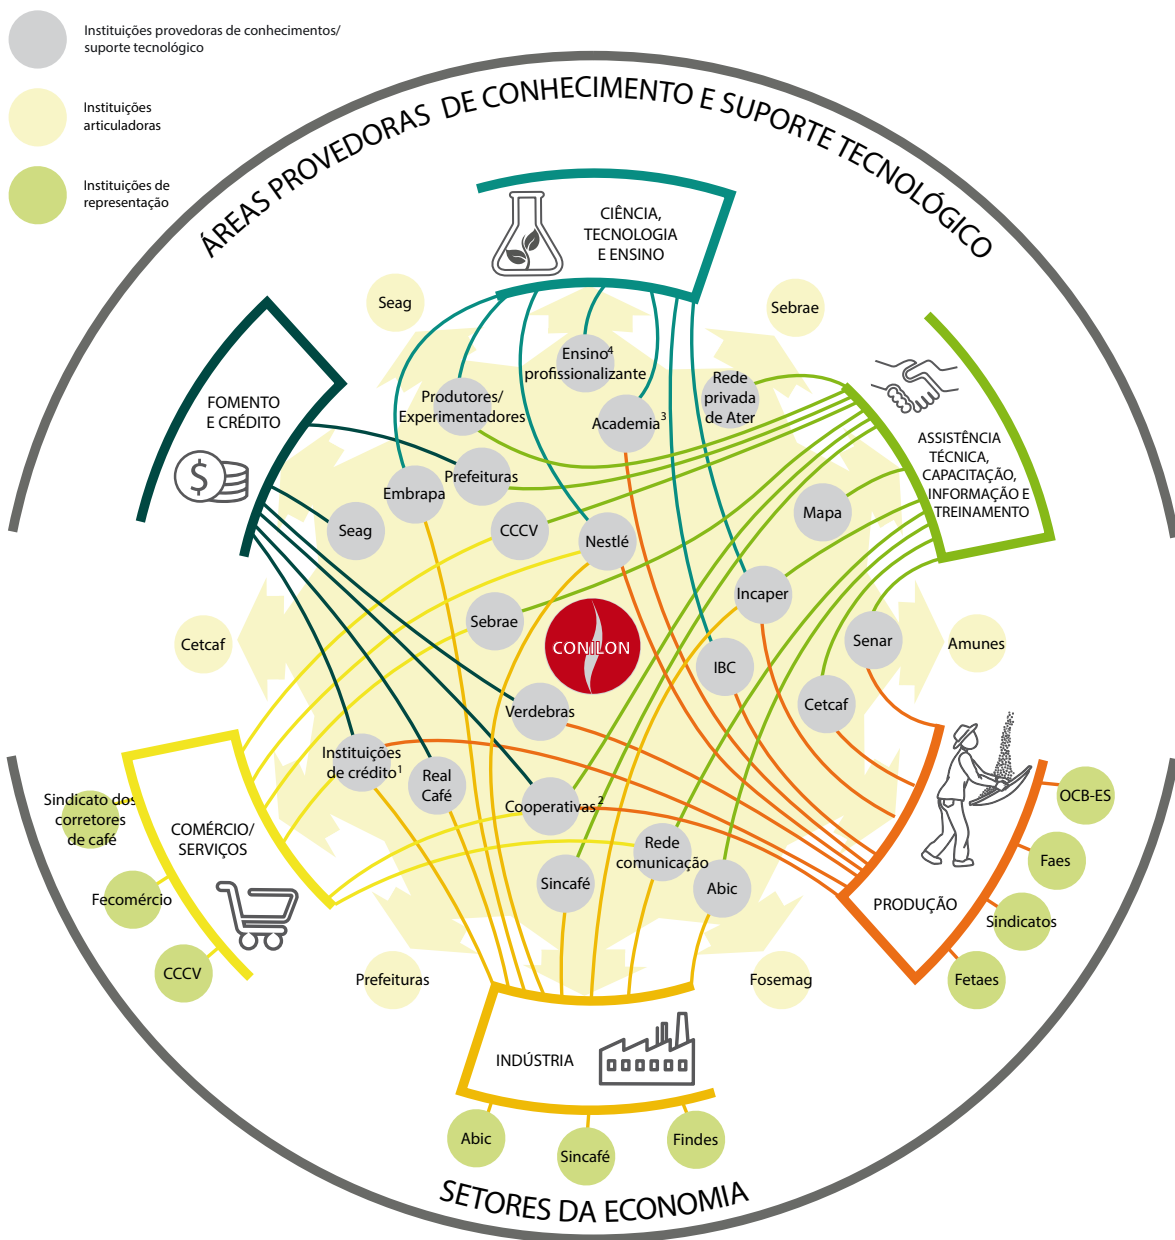 Instituições provedoras de conhecimentos/
suporte tecnológico
Instituições
articuladoras
Instituições de
representação
ÁREAS PROVEDORAS DE CONHECIMENTO E SUPORTE TECNOLÓGICO
CIÊNCIA,
TECNOLOGIA
E ENSINO
Seag
Sebrae
FOMENTO
E CRÉDITO
ASSISTÊNCIA
TÉCNICA,
CAPACITAÇÃO,
INFORMAÇÃO E
TREINAMENTO
Ensino⁴
profissionalizante
Produtores/
Experimentadores
Academia³
Rede
privada
de Ater
Prefeituras
Embrapa
Seag
CCCV
Nestlé
Mapa
Incaper
Sebrae
CONILON
IBC
Senar
Cetcaf
Cetcaf
Amunes
Verdebras
Instituições
de crédito¹
Real
Café
Cooperativas²
Rede
comunicação
Sincafé
Abic
COMÉRCIO/
SERVIÇOS
Sindicato dos
corretores
de café
Fecomércio
CCCV
PRODUÇÃO
OCB-ES
Faes
Sindicatos
Fetaes
Prefeituras
Fosemag
INDÚSTRIA
Abic
Sincafé
Findes
SETORES DA ECONOMIA